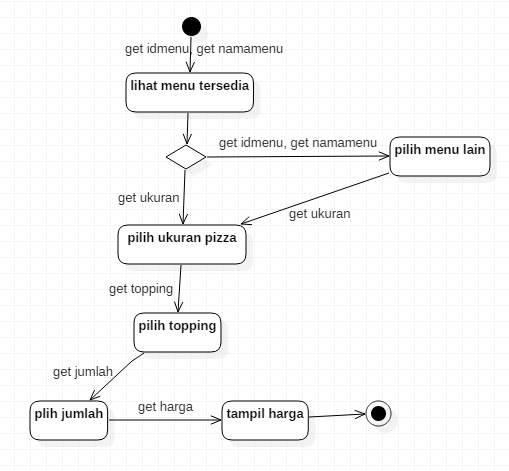 get idmenu, get namamenu
lihat menu tersedia
get idmenu, get namamenu
pilih menu lain
get ukuran
get ukuran
pilih ukuran pizza
get topping
pilih topping
get jumlah
plih jumlah
get harga
tampil harga